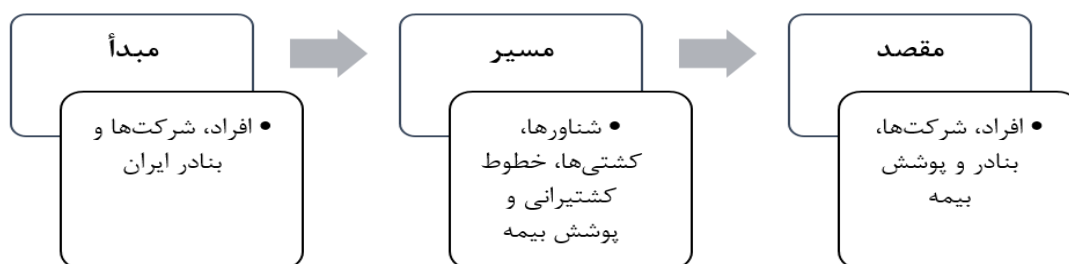 مبدأ
افراد، شرکت‌ها و
بنادر ایران
مسیر
شناورها،
کشتی‌ها، خطوط
کشتیرانی و
پوشش بیمه
مقصد
افراد، شرکت‌ها،
بنادر و پوشش
بیمه